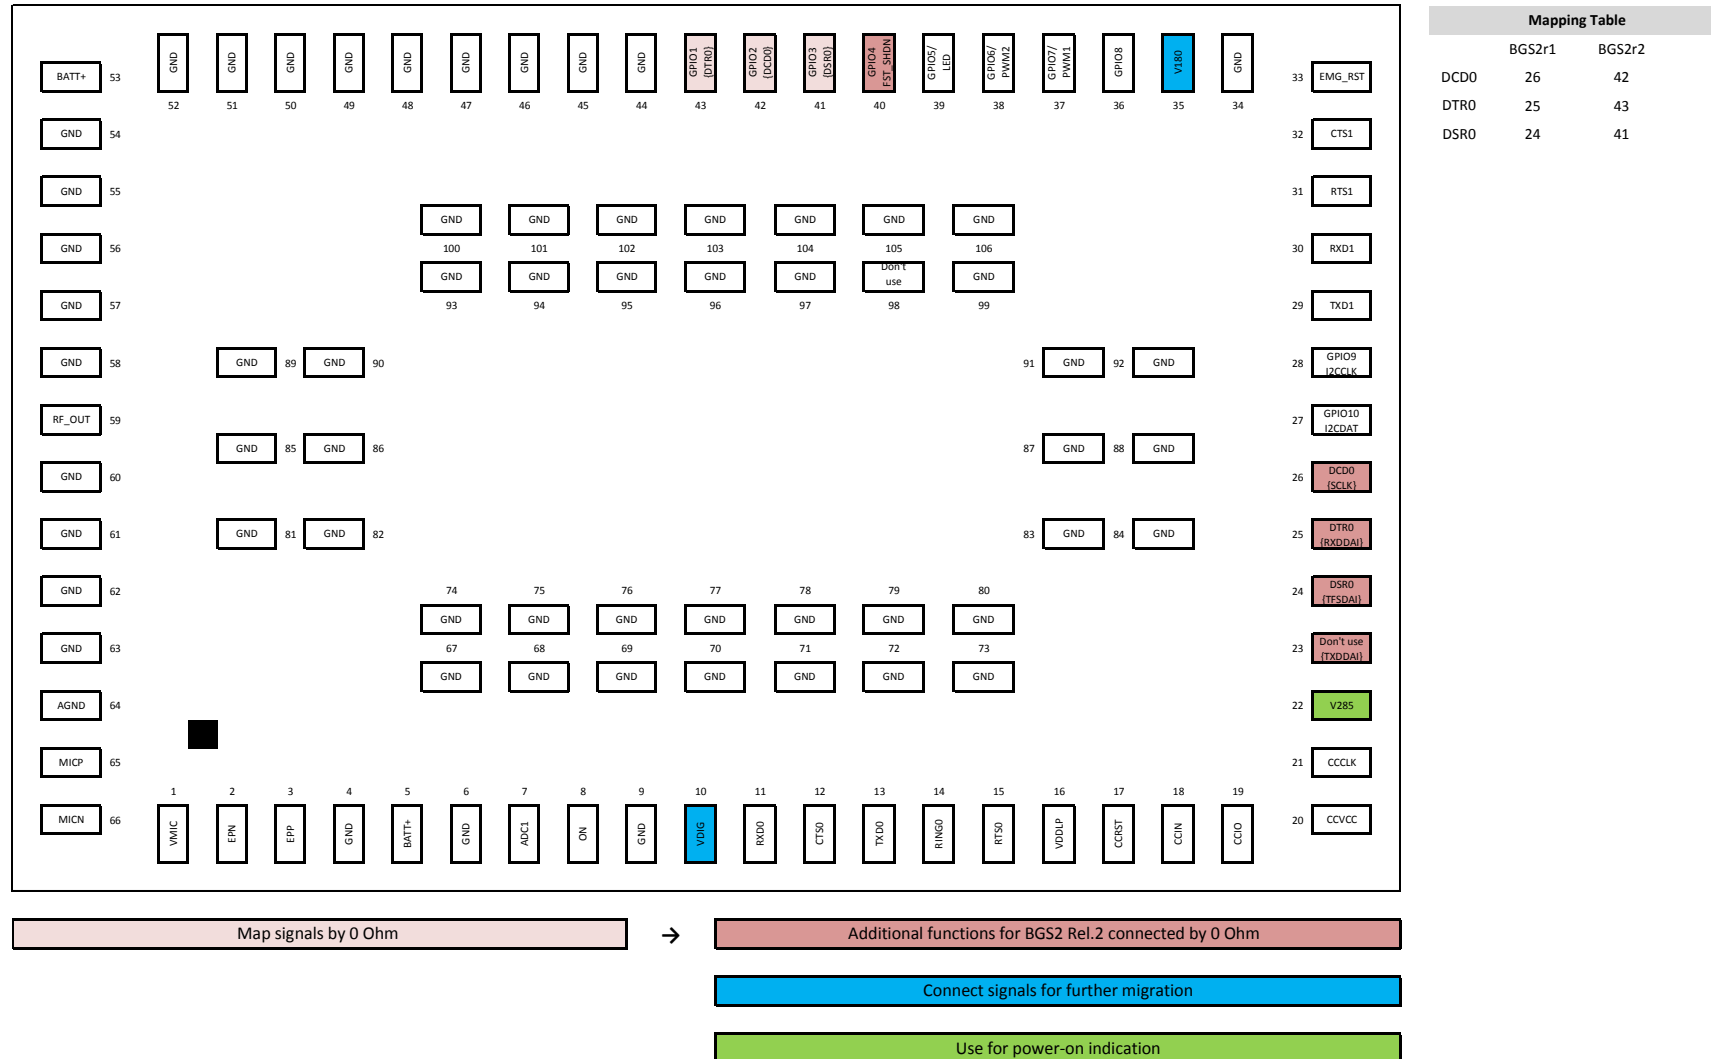 Mapping Table
BGS2r1 BGS2r2
DCD0 26 42
DTR0 25 43
DSR0 24 41
GND GND GND GND GND GND GND GND GND GPIO1 {DTR0} GPIO2 {DCD0} GPIO3 {DSR0} GPIO4 FST_SHDN GPIO5/ LED GPIO6/ PWM2 GPIO7/ PWM1 GPIO8 V180 GND
52 51 50 49 48 47 46 45 44 43 42 41 40 39 38 37 36 35 34
BATT+ 53
GND 54
GND 55
GND 56
GND 57
GND 58
RF_OUT 59
GND 60
GND 61
GND 62
GND 63
AGND 64
MICP 65
MICN 66
GND GND GND GND GND GND GND
100 101 102 103 104 105 106
GND GND GND GND GND Don't use GND
93 94 95 96 97 98 99
GND 89 GND 90
91 GND 92 GND
GND 85 GND 86
87 GND 88 GND
GND 81 GND 82
83 GND 84 GND
74 75 76 77 78 79 80
GND GND GND GND GND GND GND
67 68 69 70 71 72 73
GND GND GND GND GND GND GND
33 EMG_RST
32 CTS1
31 RTS1
30 RXD1
29 TXD1
28 GPIO9 I2CCLK
27 GPIO10 I2CDAT
26 DCD0 {SCLK}
25 DTR0 {RXDDAI}
24 DSR0 {TFSDAI}
23 Don't use {TXDDAI}
22 V285
21 CCCLK
20 CCVCC
1 2 3 4 5 6 7 8 9 10 11 12 13 14 15 16 17 18 19
VMIC EPN EPP GND BATT+ GND ADC1 ON GND VDIG RXD0 CTS0 TXD0 RING0 RTS0 VDDLP CCRST CCIN CCIO
Map signals by 0 Ohm → Additional functions for BGS2 Rel.2 connected by 0 Ohm
Connect signals for further migration
Use for power-on indication